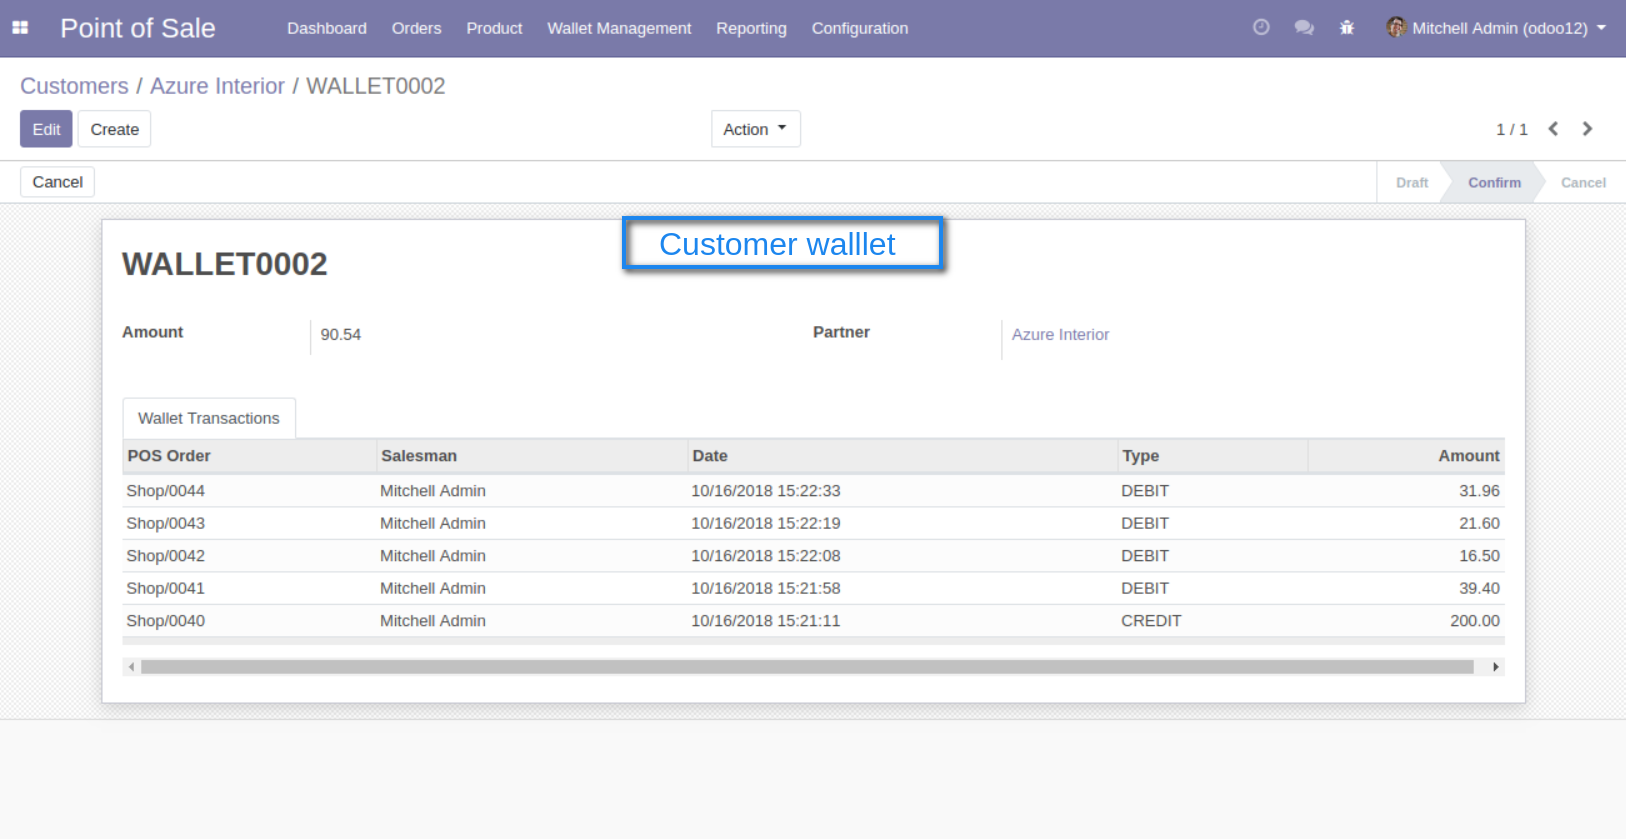 Point of Sale Dashboard Orders Product Wallet Management Reporting Configuration Mitchell Admin (odoo12)
Customers / Azure Interior / WALLET0002
Edit Create Action 1 / 1
Cancel Draft Confirm Cancel
Customer walllet
WALLET0002
Amount 90.54 Partner Azure Interior
Wallet Transactions
POS Order Salesman Date Type Amount
Shop/0044 Mitchell Admin 10/16/2018 15:22:33 DEBIT 31.96
Shop/0043 Mitchell Admin 10/16/2018 15:22:19 DEBIT 21.60
Shop/0042 Mitchell Admin 10/16/2018 15:22:08 DEBIT 16.50
Shop/0041 Mitchell Admin 10/16/2018 15:21:58 DEBIT 39.40
Shop/0040 Mitchell Admin 10/16/2018 15:21:11 CREDIT 200.00